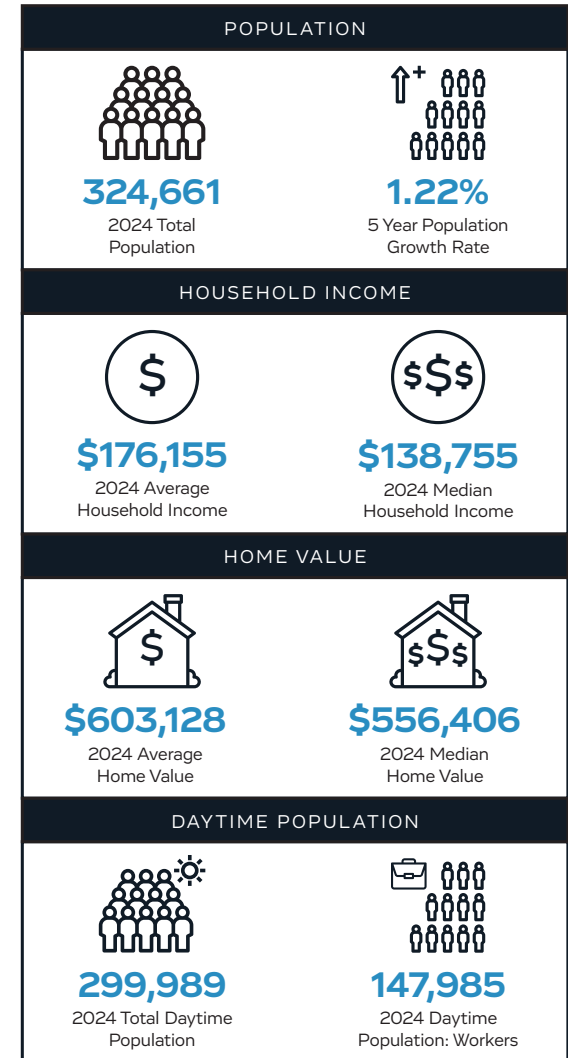 POPULATION
324,661
2024 Total
Population
1.22%
5 Year Population
Growth Rate
HOUSEHOLD INCOME
$
$176,155
2024 Average
Household Income
$$$
$138,755
2024 Median
Household Income
HOME VALUE
$
$603,128
2024 Average
Home Value
$$$
$556,406
2024 Median
Home Value
DAYTIME POPULATION
299,989
2024 Total Daytime
Population
147,985
2024 Daytime
Population: Workers